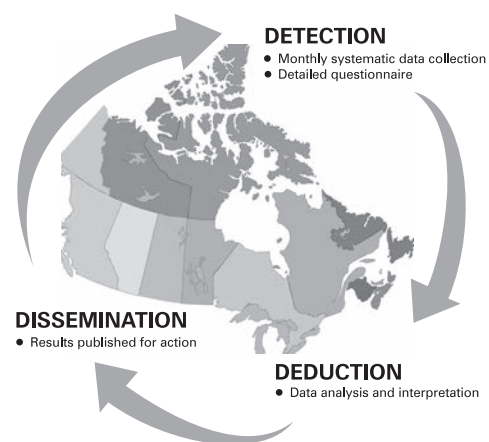 DETECTION
● Monthly systematic data collection
● Detailed questionnaire
DISSEMINATION
● Results published for action
DEDUCTION
● Data analysis and interpretation